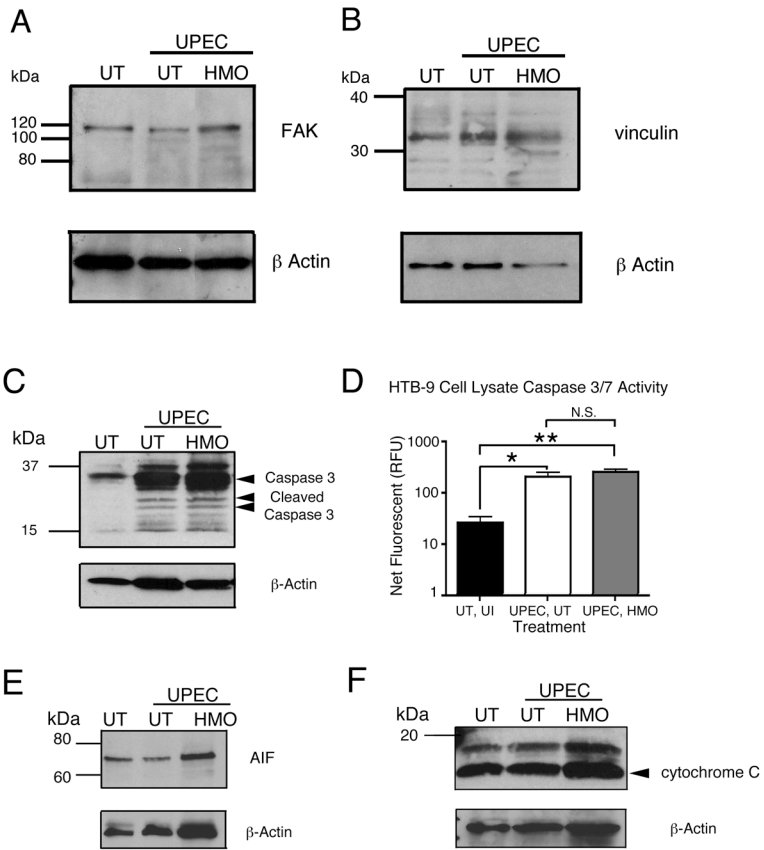 A
UPEC
kDa
UT
UT
HMO
120
100
80
FAK
β Actin
B
UPEC
kDa
UT
UT
HMO
40
30
vinculin
β Actin
C
UPEC
kDa
UT
UT
HMO
37
15
Caspase 3
Cleaved
Caspase 3
β-Actin
D
HTB-9 Cell Lysate Caspase 3/7 Activity
N.S.
**
*
Net Fluorescent (RFU)
1000
100
10
1
UT, UI
UPEC, UT
UPEC, HMO
Treatment
E
UPEC
kDa
UT
UT
HMO
80
60
AIF
β-Actin
F
UPEC
kDa
UT
UT
HMO
20
cytochrome C
β-Actin